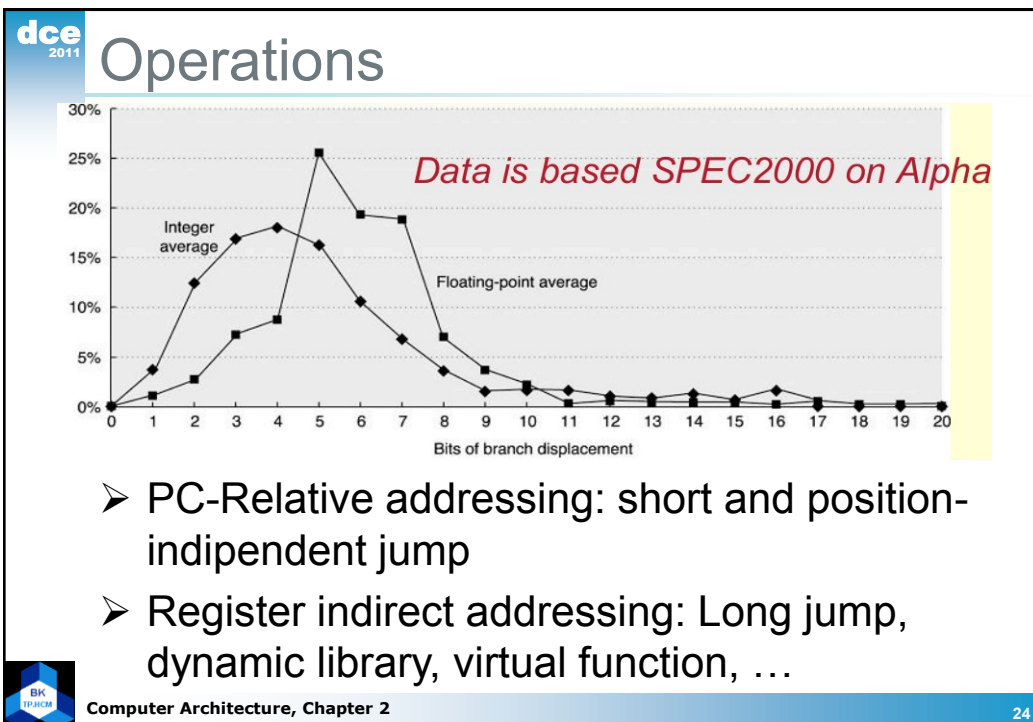 dce
2011
Operations
30%
25%
20%
15%
10%
5%
0%
Data is based SPEC2000 on Alpha
Integer
average
Floating-point average
0 1 2 3 4 5 6 7 8 9 10 11 12 13 14 15 16 17 18 19 20
Bits of branch displacement
➢ PC-Relative addressing: short and position-
indipendent jump
➢ Register indirect addressing: Long jump,
dynamic library, virtual function, …
BK
TP.HCM
Computer Architecture, Chapter 2
24